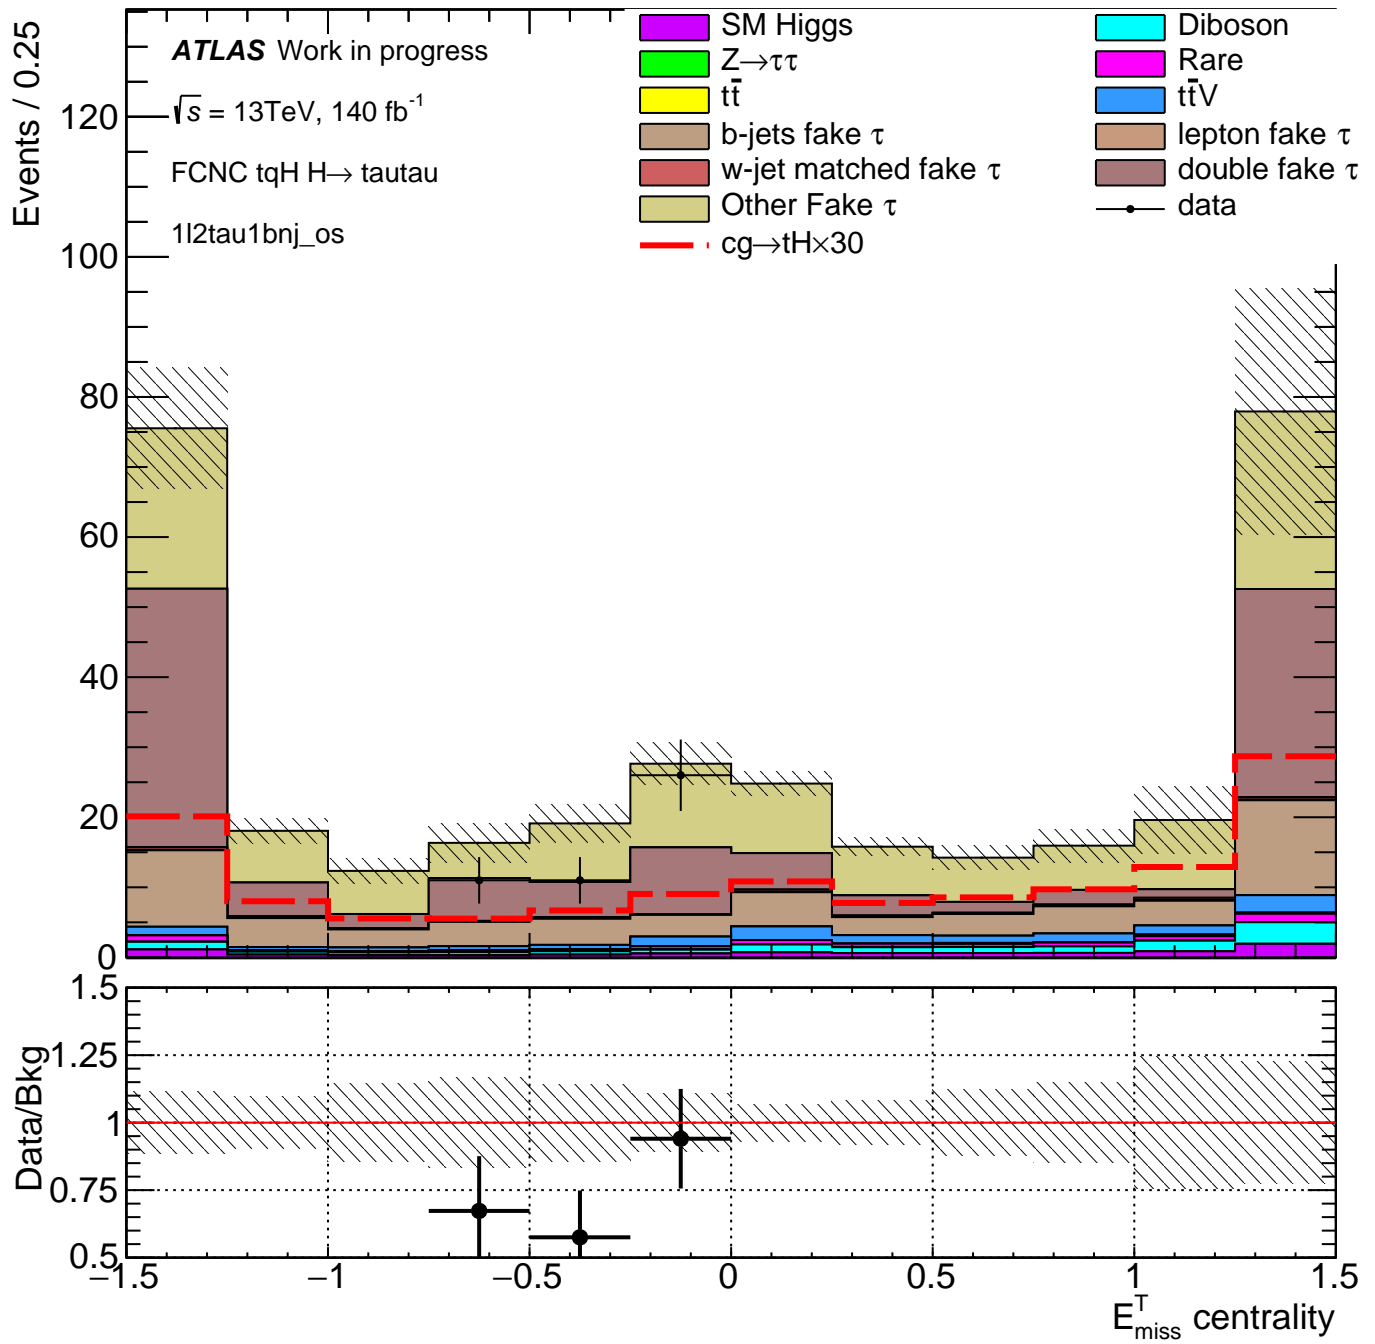 Events / 0.25
ATLAS Work in progress
√s = 13TeV, 140 fb⁻¹
FCNC tqH H→ tautau
1l2tau1bnj_os
SM Higgs
Z→ττ
tt̄
b-jets fake τ
w-jet matched fake τ
Other Fake τ
cg→tH×30
Diboson
Rare
tt̄V
lepton fake τ
double fake τ
data
120
100
80
60
40
20
0
Data/Bkg
1.5
1.25
1
0.75
0.5
−1.5 −1 −0.5 0 0.5 1 1.5
E^T_miss centrality